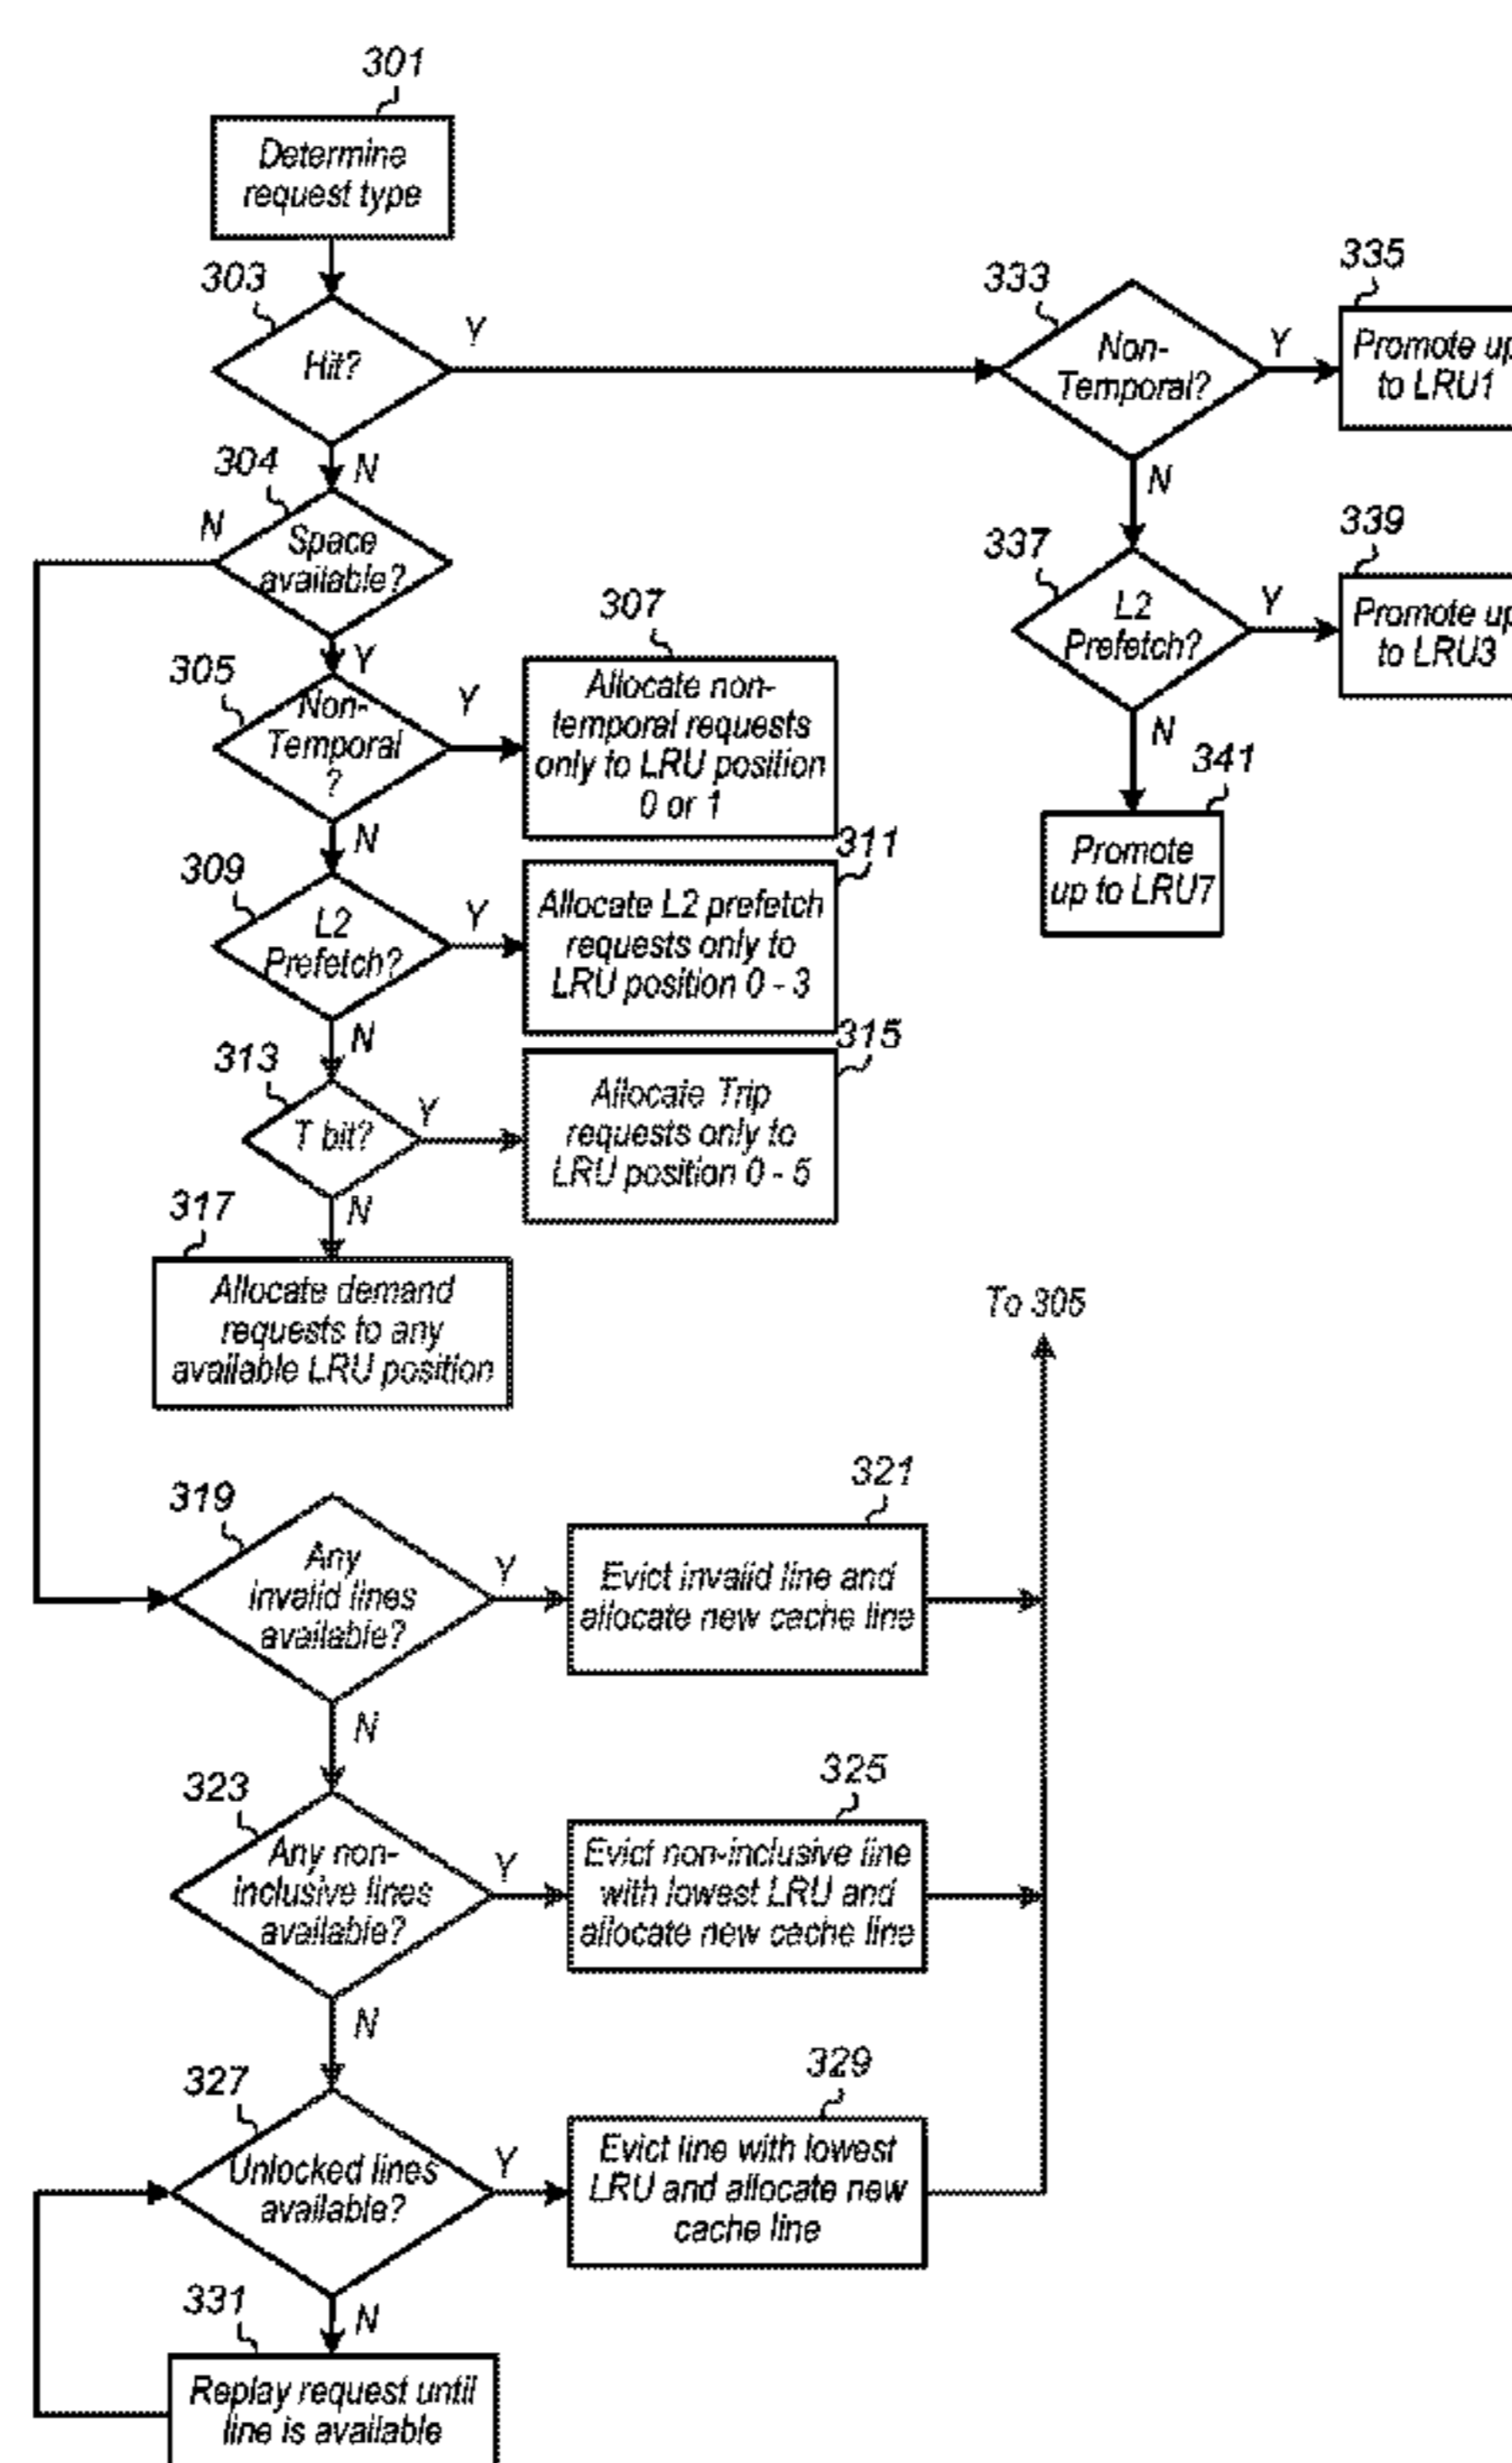 301
Determine
request type
303
Hit?
Y
N
333
Non-
Temporal?
Y
335
Promote up
to LRU1
N
304
Space
available?
N
Y
337
L2
Prefetch?
Y
339
Promote up
to LRU3
N
341
Promote
up to LRU7
305
Non-
Temporal
?
Y
307
Allocate non-
temporal requests
only to LRU position
0 or 1
N
309
L2
Prefetch?
Y
311
Allocate L2 prefetch
requests only to
LRU position 0 - 3
N
313
T bit?
Y
315
Allocate Trip
requests only to
LRU position 0 - 5
N
317
Allocate demand
requests to any
available LRU position
To 305
319
Any
invalid lines
available?
Y
321
Evict invalid line and
allocate new cache line
N
323
Any non-
inclusive lines
available?
Y
325
Evict non-inclusive line
with lowest LRU and
allocate new cache line
N
327
Unlocked lines
available?
Y
329
Evict line with lowest
LRU and allocate new
cache line
N
331
Replay request until
line is available